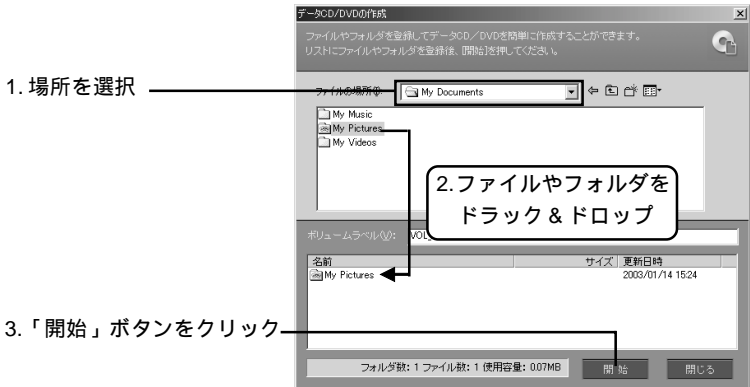 データCD/DVDの作成
ファイルやフォルダを登録してデータCD／DVDを簡単に作成することができます。
リストにファイルやフォルダを登録後、[開始]を押してください。
1. 場所を選択
ファイルの場所(I):
My Documents
My Music
My Pictures
My Videos
2.ファイルやフォルダを
ドラック & ドロップ
ボリュームラベル(V):
VOL
名前 サイズ 更新日時
My Pictures 2003/01/14 15:24
3.「開始」ボタンをクリック
フォルダ数: 1 ファイル数: 1 使用容量: 0.07MB
開始
閉じる